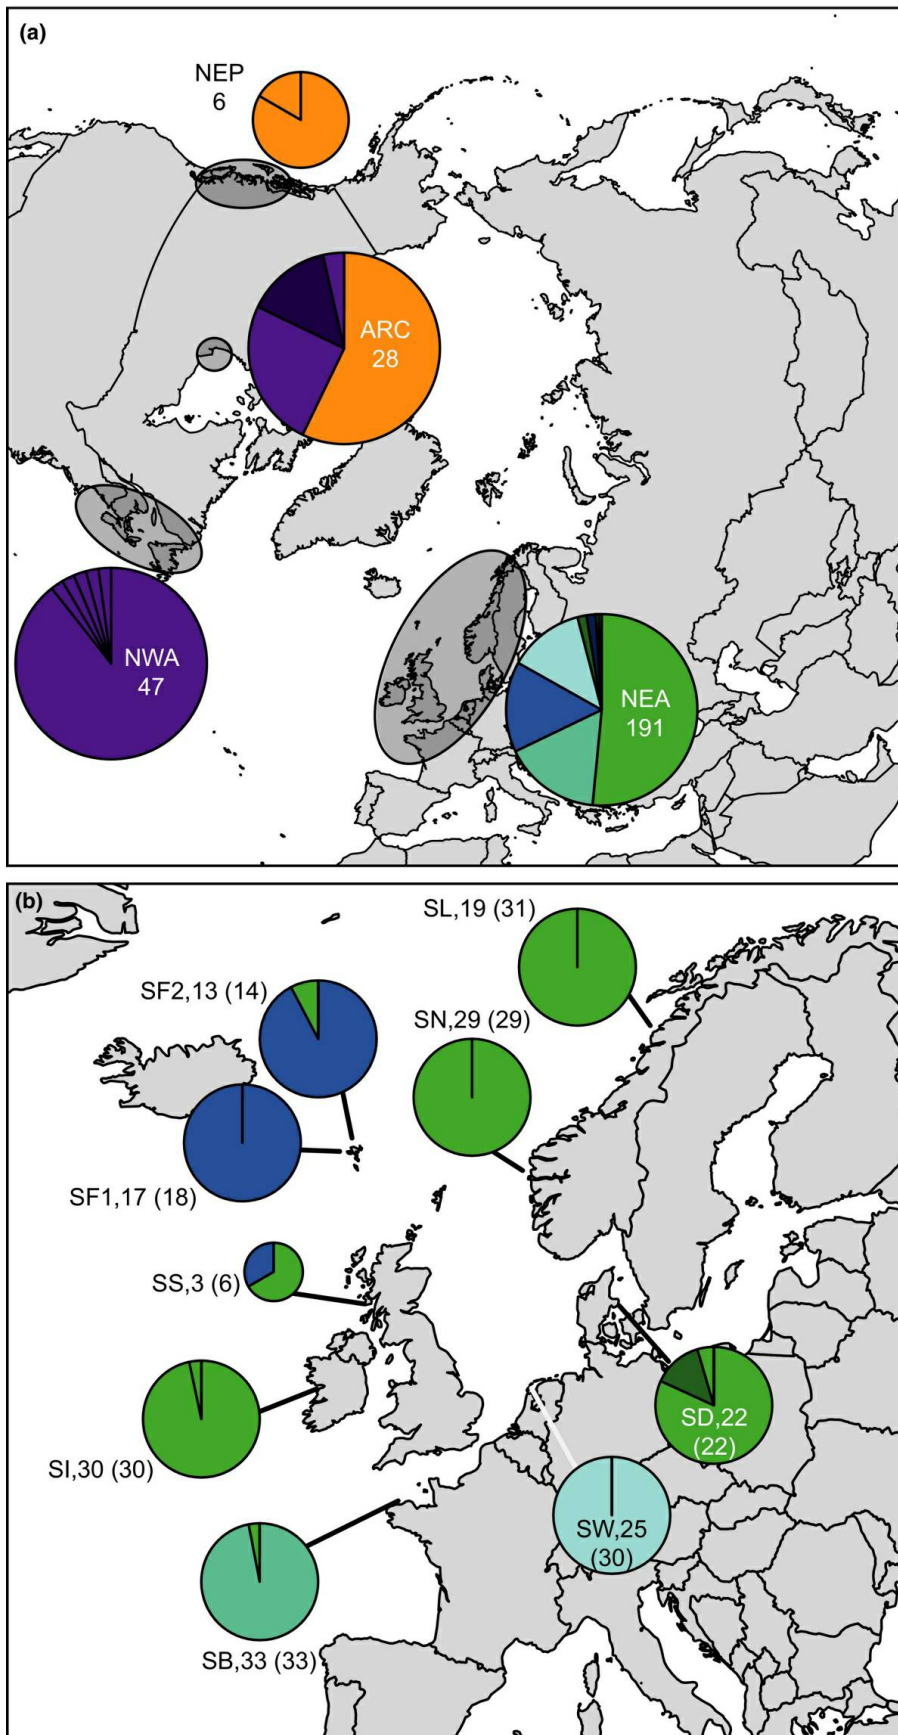 (a)
NEP
6
ARC
28
NWA
47
NEA
191
(b)
SL,19 (31)
SF2,13 (14)
SN,29 (29)
SF1,17 (18)
SS,3 (6)
SD,22
(22)
SI,30 (30)
SW,25
(30)
SB,33 (33)